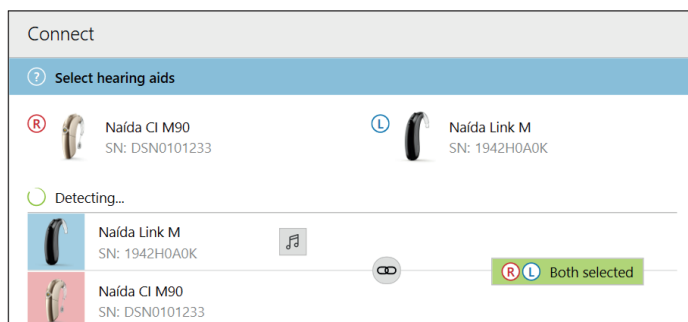 Connect
? Select hearing aids
R Naída CI M90
SN: DSN0101233
L Naída Link M
SN: 1942H0A0K
Detecting...
Naída Link M
SN: 1942H0A0K
R L Both selected
Naída CI M90
SN: DSN0101233